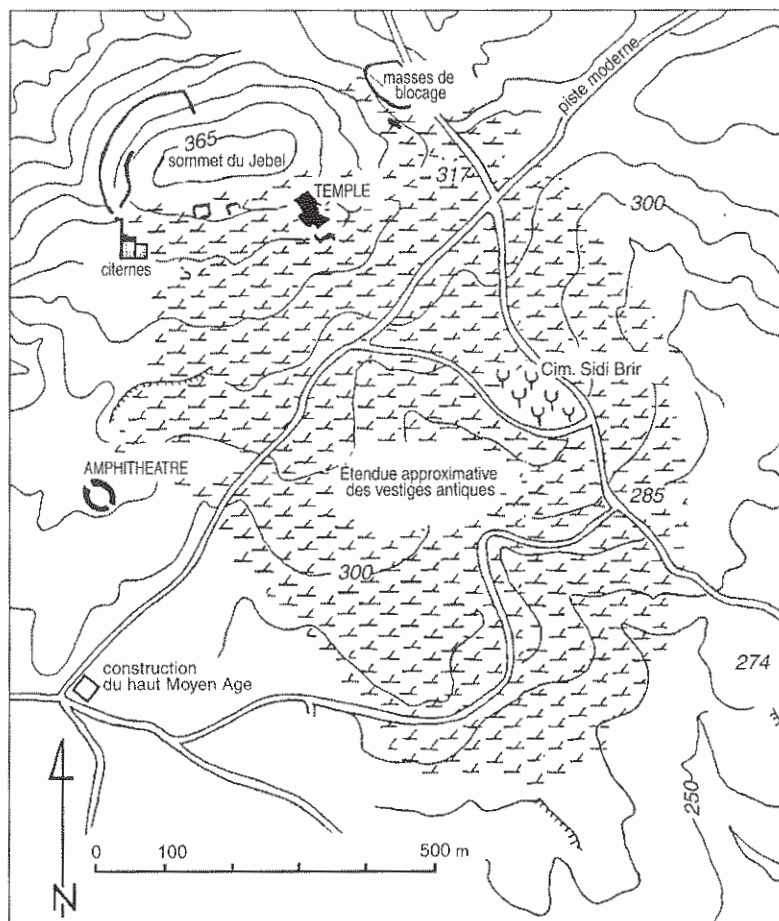 masses de
blocage
piste moderne
365
sommet du Jebel
317
TEMPLE
300
citernes
Cim. Sidi Brir
AMPHITHEATRE
Étendue approximative
des vestiges antiques
285
300
construction
du haut Moyen Age
274
250
0 100 500 m
N